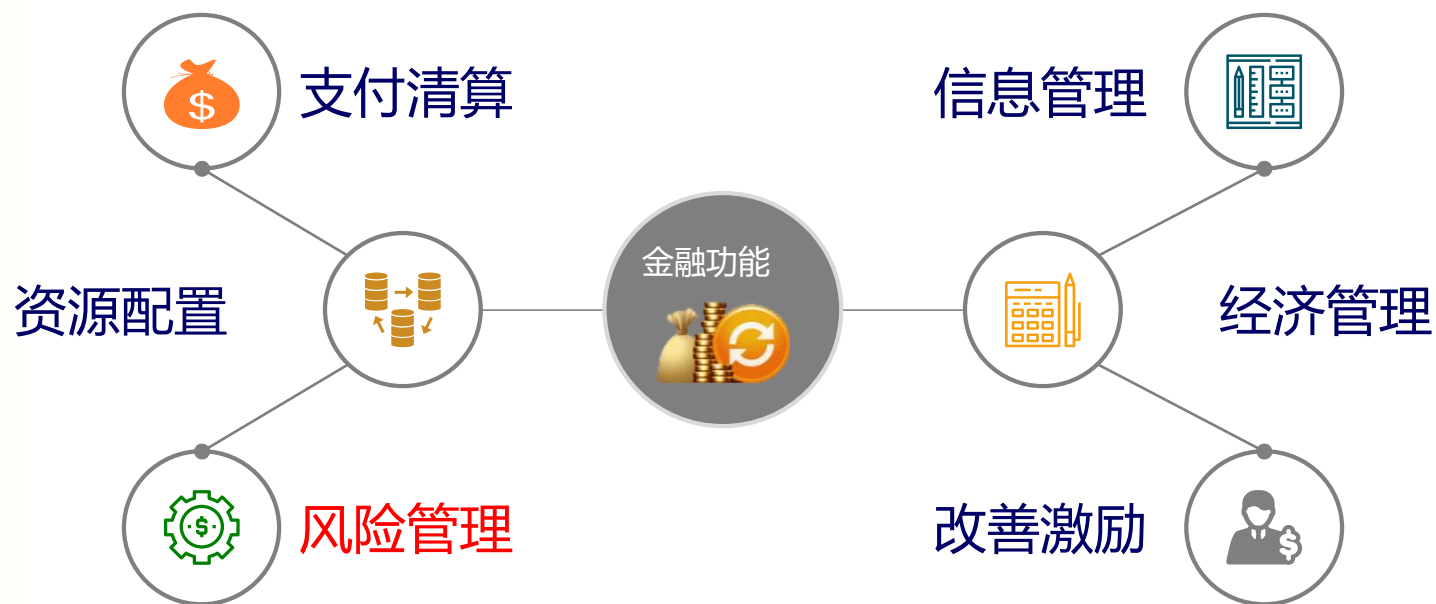 支付清算
信息管理
金融功能
资源配置
经济管理
风险管理
改善激励